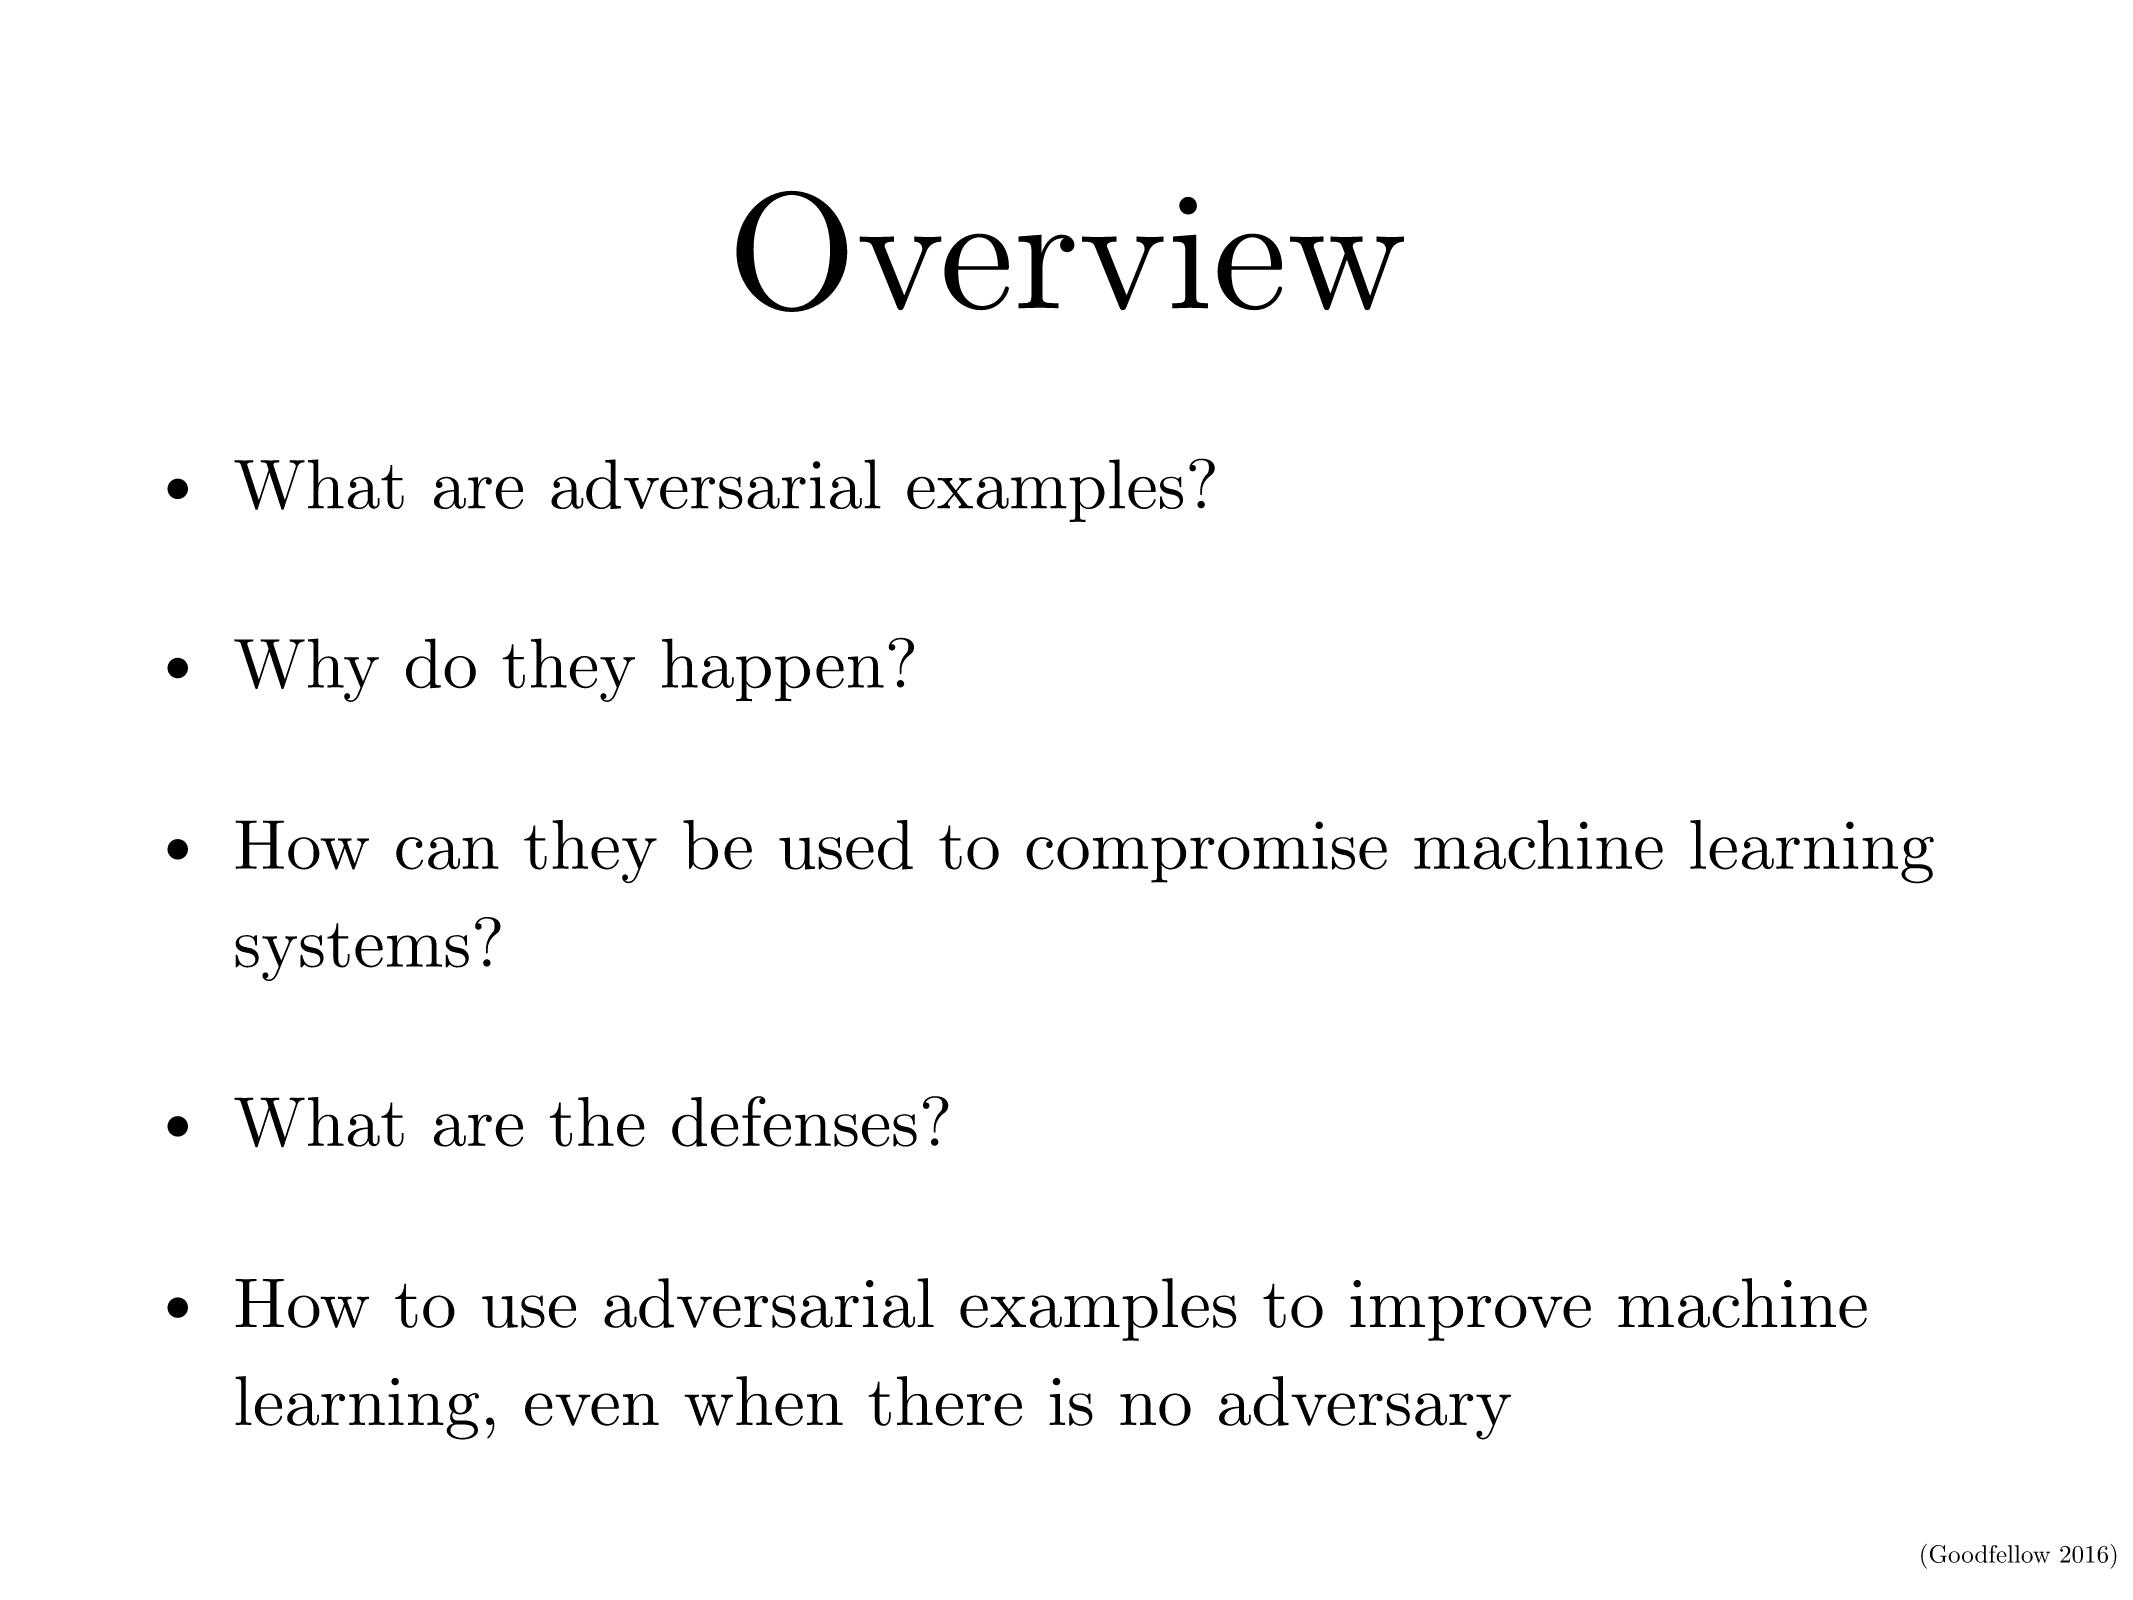 Overview
• What are adversarial examples?
• Why do they happen?
• How can they be used to compromise machine learning
systems?
• What are the defenses?
• How to use adversarial examples to improve machine
learning, even when there is no adversary
(Goodfellow 2016)